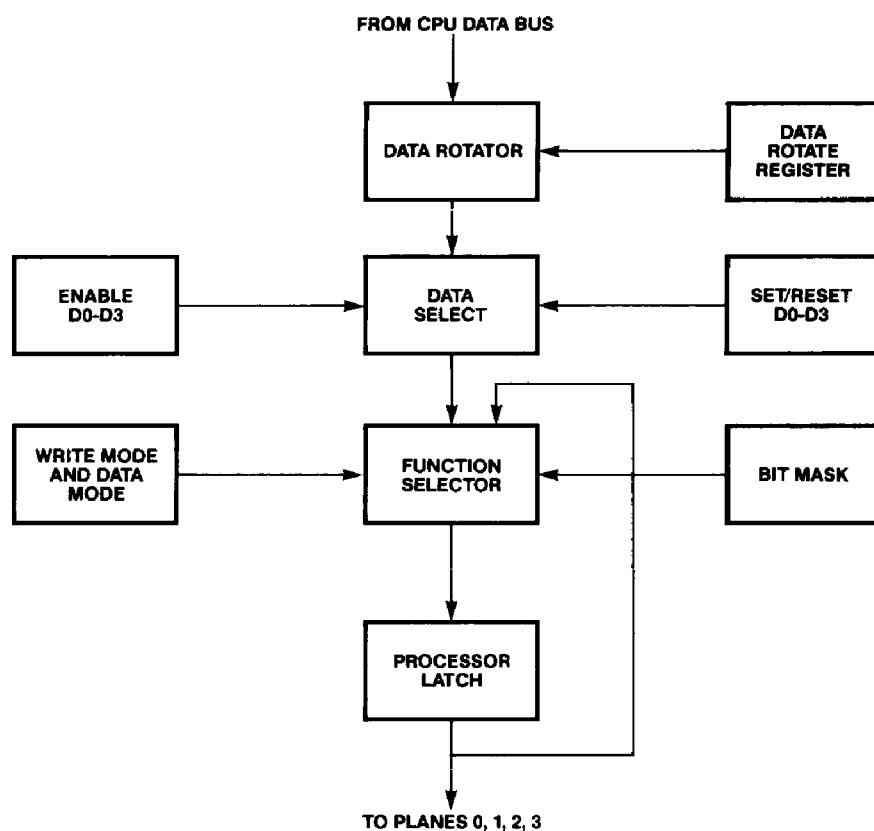 FROM CPU DATA BUS
DATA ROTATOR
DATA
ROTATE
REGISTER
ENABLE
D0-D3
DATA
SELECT
SET/RESET
D0-D3
WRITE MODE
AND DATA
MODE
FUNCTION
SELECTOR
BIT MASK
PROCESSOR
LATCH
TO PLANES 0, 1, 2, 3